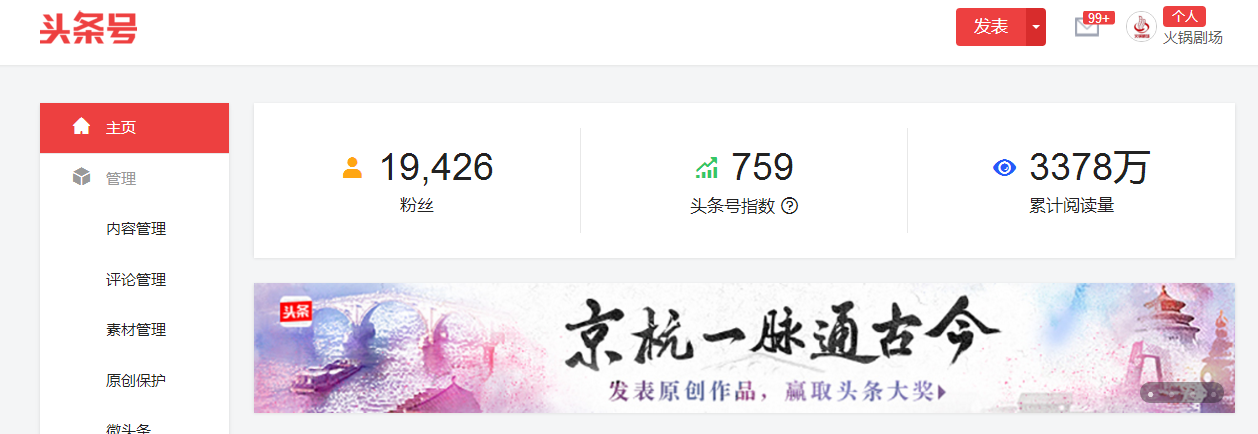 头条号
发表
99+
个人
火锅剧场
主页
管理
内容管理
评论管理
素材管理
原创保护
微头条
19,426
粉丝
759
头条号指数
3378万
累计阅读量
头条
京杭一脉通古今
发表原创作品，赢取头条大奖